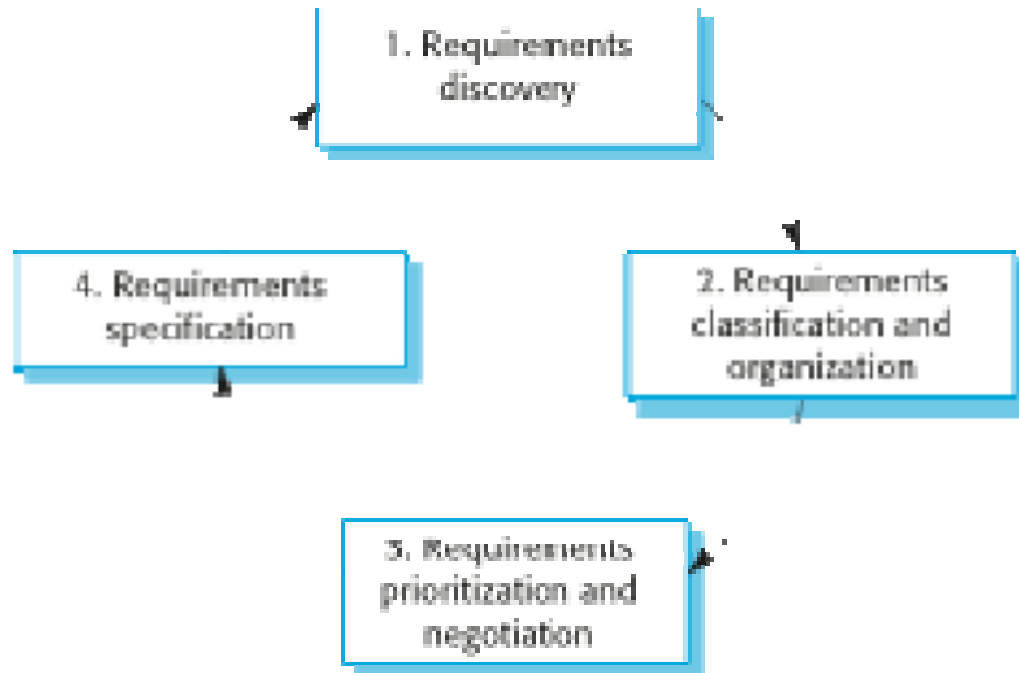 1. Requirements
discovery
4. Requirements
specification
2. Requirements
classification and
organization
3. Requirements
prioritization and
negotiation